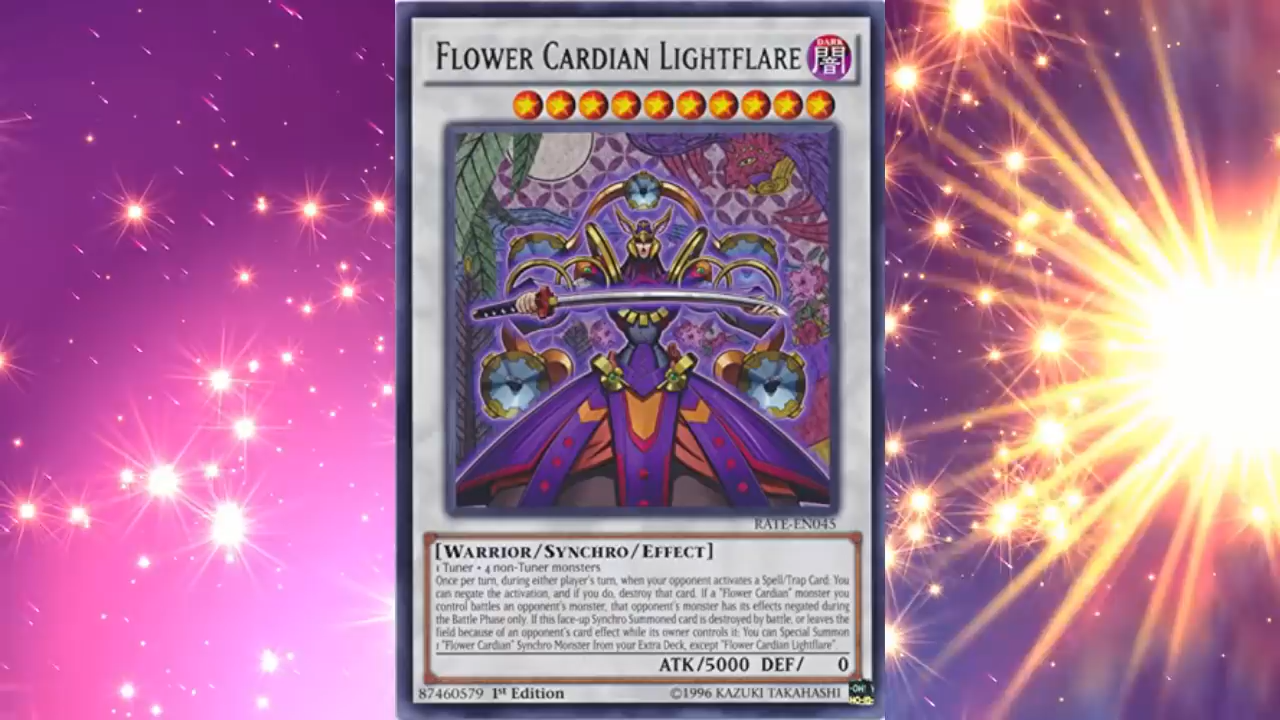 FLOWER CARDIAN LIGHTFLARE
DARK
闇
RATE-EN045
[WARRIOR/SYNCHRO/EFFECT]
1 Tuner + 4 non-Tuner monsters
Once per turn, during either player's turn, when your opponent activates a Spell/Trap Card: You
can negate the activation, and if you do, destroy that card. If a "Flower Cardian" monster you
control battles an opponent's monster, that opponent's monster has its effects negated during
the Battle Phase only. If this face-up Synchro Summoned card is destroyed by battle, or leaves the
field because of an opponent's card effect while its owner controls it: You can Special Summon
1 "Flower Cardian" Synchro Monster from your Extra Deck, except "Flower Cardian Lightflare".
ATK/5000 DEF/ 0
87460579 1st Edition ©1996 KAZUKI TAKAHASHI